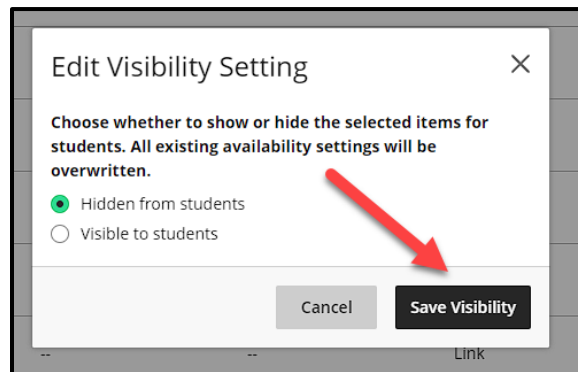 Edit Visibility Setting
Choose whether to show or hide the selected items for
students. All existing availability settings will be
overwritten.
Hidden from students
Visible to students
Cancel
Save Visibility
-- -- Link